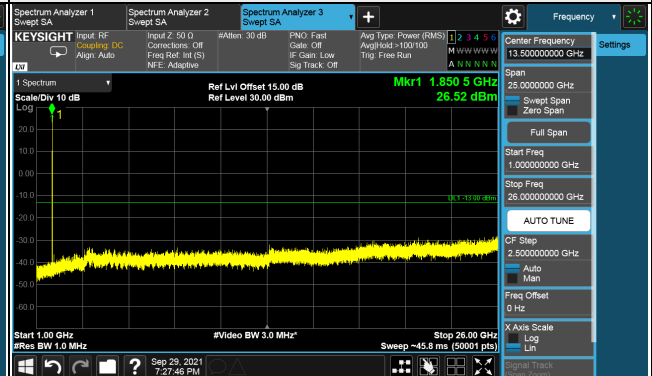 Spectrum Analyzer 1
Swept SA
Spectrum Analyzer 2
Swept SA
Spectrum Analyzer 3
Swept SA
Frequency
KEYSIGHT
Input: RF
Coupling: DC
Align: Auto
Input Z: 50 Ω
Corrections: Off
Freq Ref: Int (S)
NFE: Adaptive
#Atten: 30 dB
PNO: Fast
Gate: Off
IF Gain: Low
Sig Track: Off
Avg Type: Power (RMS)
Avg|Hold:>100/100
Trig: Free Run
1 2 3 4 5 6
M W W W W W
A N N N N N
LXI
1 Spectrum
Scale/Div 10 dB
Log
Ref Lvl Offset 15.00 dB
Ref Level 30.00 dBm
Mkr1 1.850 5 GHz
26.52 dBm
1
20.0
10.0
0.00
-10.0
DL1 -13.00 dBm
-20.0
-30.0
-40.0
-50.0
-60.0
Start 1.00 GHz
#Res BW 1.0 MHz
#Video BW 3.0 MHz*
Stop 26.00 GHz
Sweep ~45.8 ms (50001 pts)
Sep 29, 2021
7:27:46 PM
Center Frequency
13.500000000 GHz
Settings
Span
25.0000000 GHz
Swept Span
Zero Span
Full Span
Start Freq
1.000000000 GHz
Stop Freq
26.000000000 GHz
AUTO TUNE
CF Step
2.500000000 GHz
Auto
Man
Freq Offset
0 Hz
X Axis Scale
Log
Lin
Signal Track
(Span Zoom)